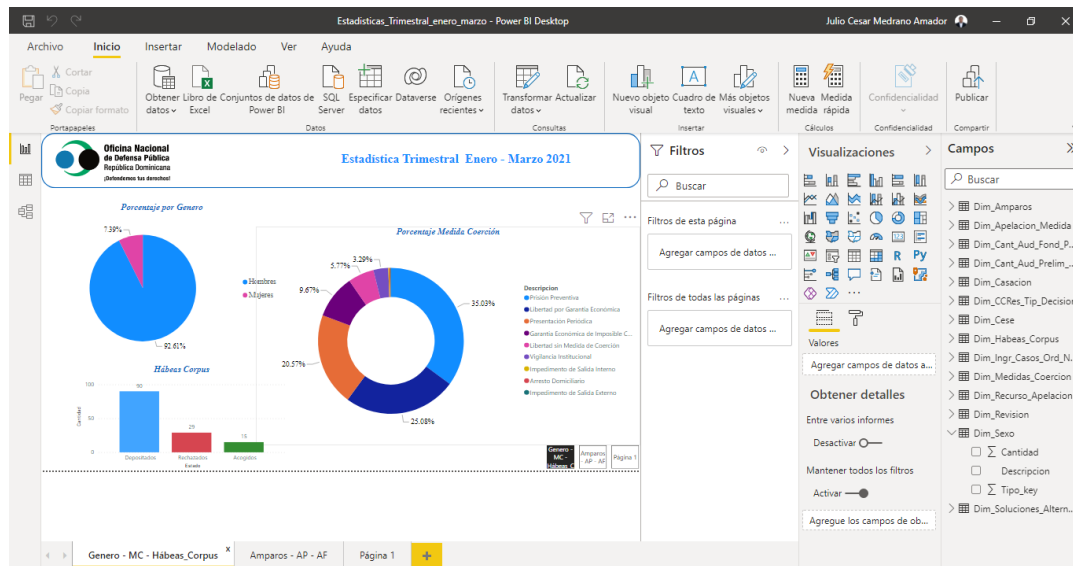 Estadísticas_Trimestral_enero_marzo - Power BI Desktop
Julio Cesar Medrano Amador
Archivo Inicio Insertar Modelado Ver Ayuda
Pegar
Cortar
Copia
Copiar formato
Obtener datos
Libro de Excel
Conjuntos de datos de Power BI
SQL Server
Especificar datos
Dataverse
Orígenes recientes
Transformar datos
Actualizar
Nuevo objeto visual
Cuadro de texto
Más objetos visuales
Nueva medida
Medida rápida
Confidencialidad
Publicar
Portapapeles
Datos
Consultas
Insertar
Cálculos
Confidencialidad
Compartir
Oficina Nacional
de Defensa Pública
República Dominicana
¡Defendemos tus derechos!
Estadística Trimestral Enero - Marzo 2021
Porcentaje por Genero
7.39%
92.61%
Hombres
Mujeres
Porcentaje Medida Coerción
3.29%
5.77%
9.67%
20.57%
25.08%
35.03%
Descripcion
Prisión Preventiva
Libertad por Garantía Económica
Presentación Periodica
Garantía Económica de Imposible C...
Libertad sin Medida de Coerción
Vigilancia Institucional
Impedimento de Salida Interno
Arresto Domiciliario
Impedimento de Salida Externo
Hábeas Corpus
Cantidad
100
50
0
90
29
Depositados
Rechazados
Acogidos
Estado
Genero -
MC -
Hábeas_C
Amparos
- AP - AF
Página 1
Filtros
Buscar
Filtros de esta página ...
Agregar campos de datos ...
Filtros de todas las páginas ...
Agregar campos de datos ...
Visualizaciones
R
Py
Valores
Agregar campos de datos a...
Obtener detalles
Entre varios informes
Desactivar
Mantener todos los filtros
Activar
Agregue los campos de ob...
Campos
Buscar
Dim_Amparos
Dim_Apelacion_Medida
Dim_Cant_Aud_Fond_P...
Dim_Cant_Aud_Prelim_...
Dim_Casacion
Dim_CCRes_Tip_Decision
Dim_Cese
Dim_Habeas_Corpus
Dim_Ingr_Casos_Ord_N...
Dim_Medidas_Coercion
Dim_Recurso_Apelacion
Dim_Revision
Dim_Sexo
Cantidad
Descripcion
Tipo_key
Dim_Soluciones_Altern...
Genero - MC - Hábeas_Corpus
Amparos - AP - AF
Página 1